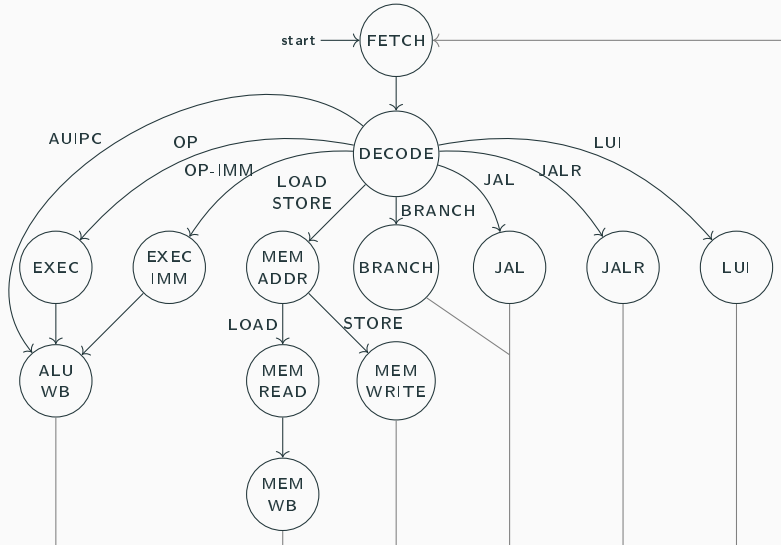 start
FETCH
DECODE
AUIPC
OP
OP-IMM
LOAD
STORE
BRANCH
JAL
JALR
LUI
EXEC
EXEC
IMM
MEM
ADDR
BRANCH
JAL
JALR
LUI
LOAD
STORE
ALU
WB
MEM
READ
MEM
WRITE
MEM
WB